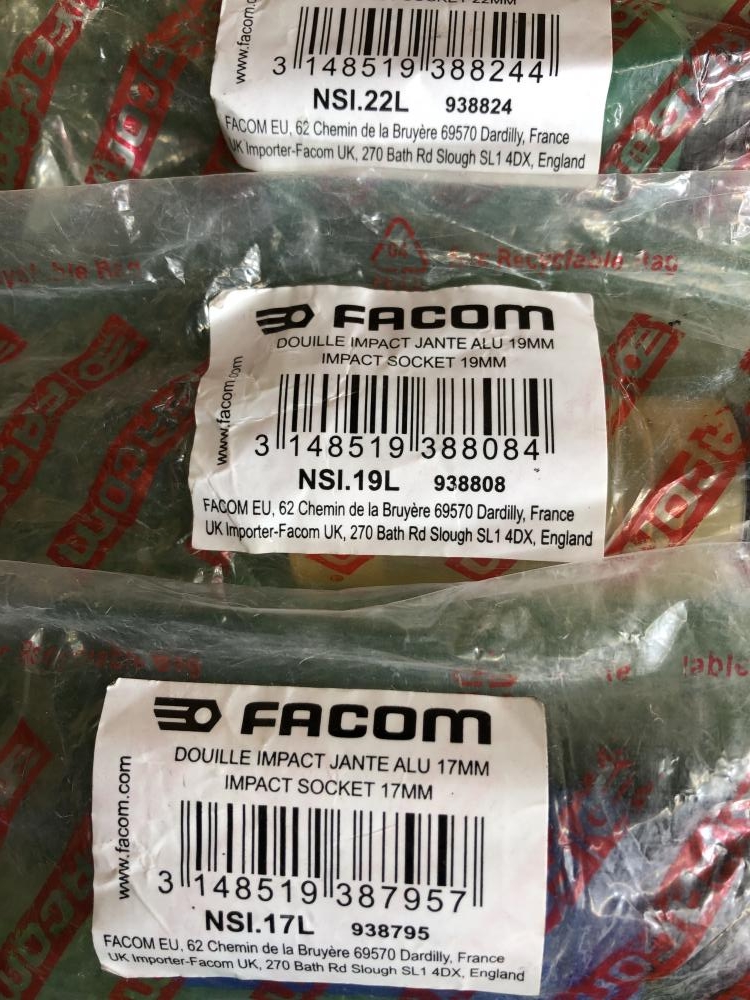 SOCKET 22MM
www.facom.c
3 148519 388244
NSI.22L 938824
FACOM EU, 62 Chemin de la Bruyère 69570 Dardilly, France
UK Importer-Facom UK, 270 Bath Rd Slough SL1 4DX, England
04
Recyclable
FACOM
DOUILLE IMPACT JANTE ALU 19MM
IMPACT SOCKET 19MM
www.facom.com
3 148519 388084
NSI.19L 938808
FACOM EU, 62 Chemin de la Bruyère 69570 Dardilly, France
UK Importer-Facom UK, 270 Bath Rd Slough SL1 4DX, England
FACOM
DOUILLE IMPACT JANTE ALU 17MM
IMPACT SOCKET 17MM
www.facom.com
3 148519 387957
NSI.17L 938795
FACOM EU, 62 Chemin de la Bruyère 69570 Dardilly, France
UK Importer-Facom UK, 270 Bath Rd Slough SL1 4DX, England